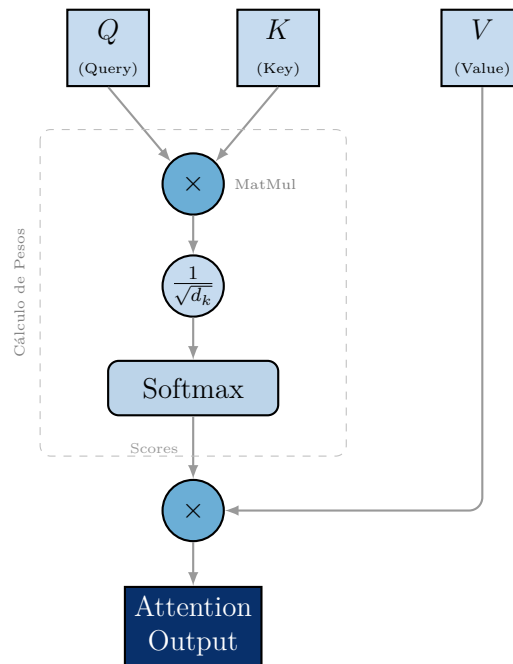 Q
(Query)
K
(Key)
V
(Value)
×
MatMul
Cálculo de Pesos
1
√d_k
Softmax
Scores
×
Attention
Output